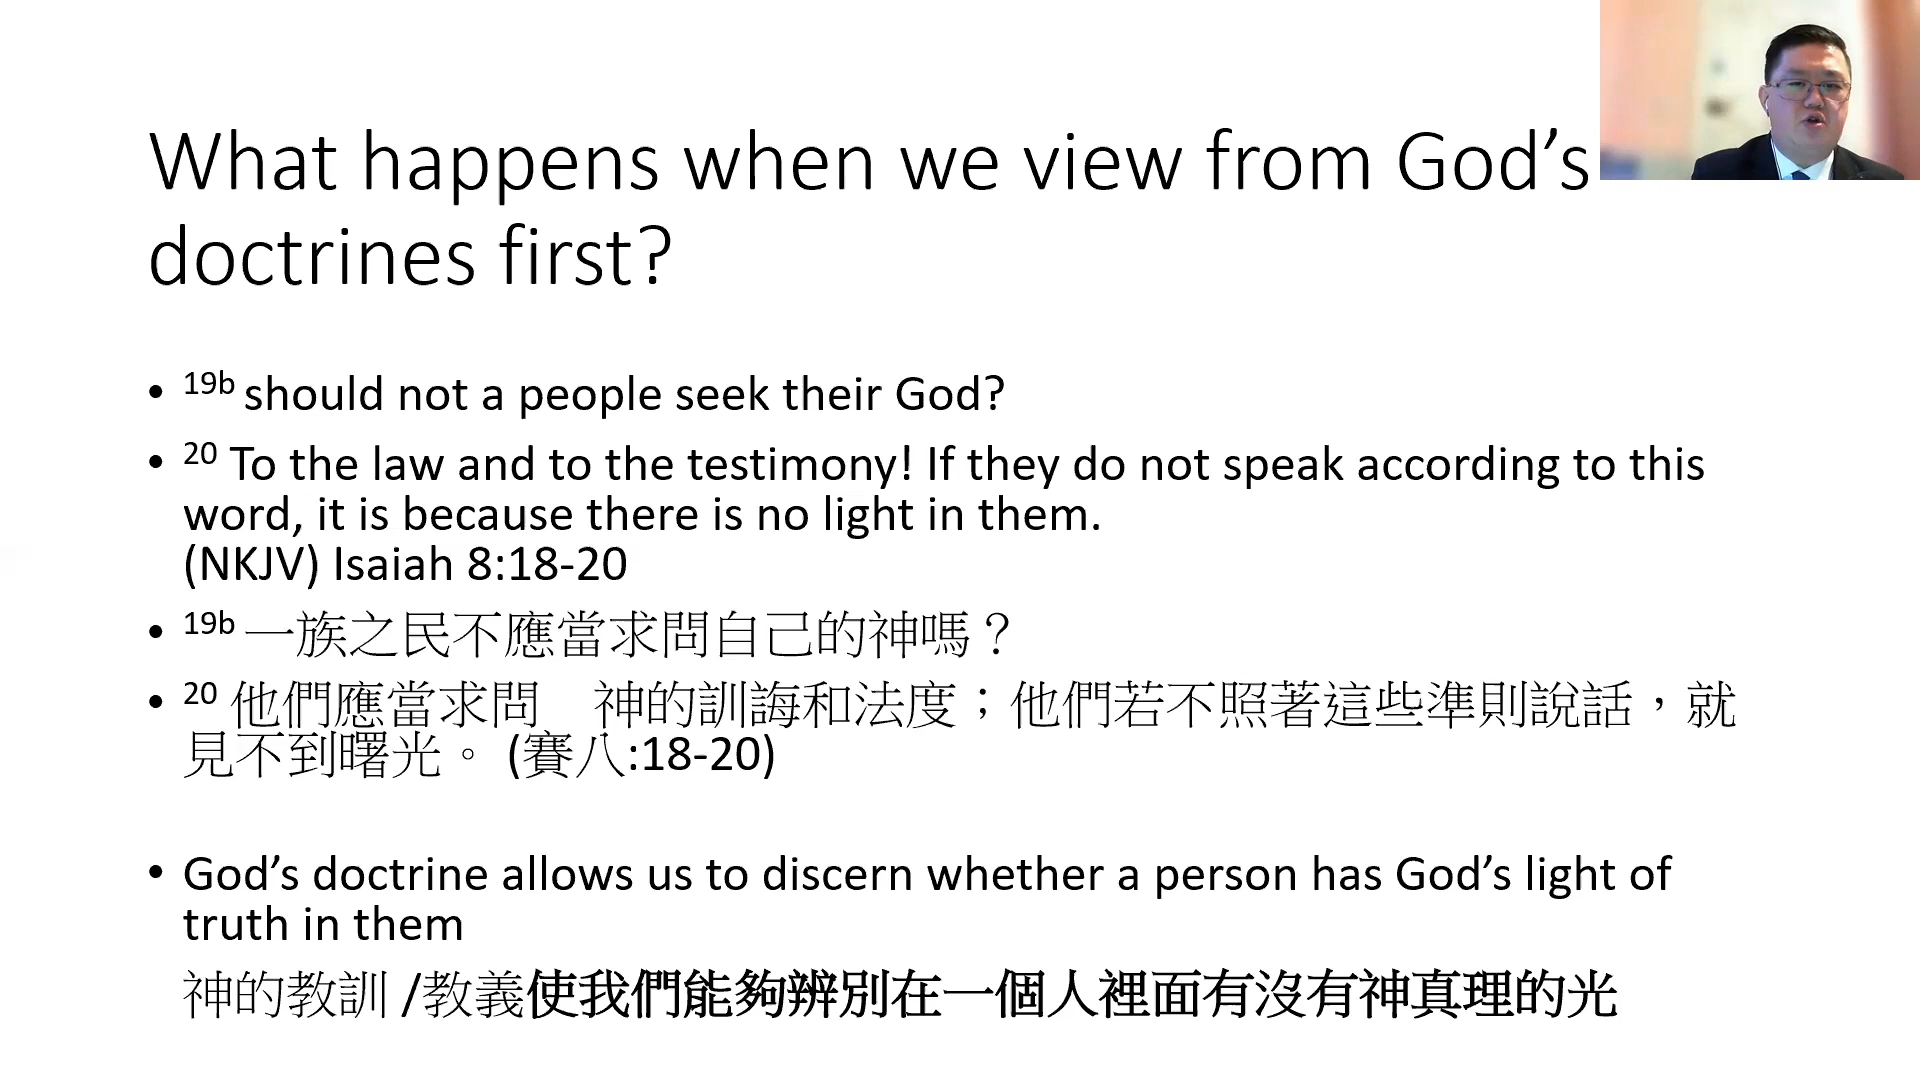 What happens when we view from God’s
doctrines first?
• 19b should not a people seek their God?
• 20 To the law and to the testimony! If they do not speak according to this
word, it is because there is no light in them.
(NKJV) Isaiah 8:18-20
• 19b 一族之民不應當求問自己的神嗎？
• 20 他們應當求問　神的訓誨和法度；他們若不照著這些準則說話，就
見不到曙光。 (賽八:18-20)
• God’s doctrine allows us to discern whether a person has God’s light of
truth in them
神的教訓 /教義使我們能夠辨別在一個人裡面有沒有神真理的光